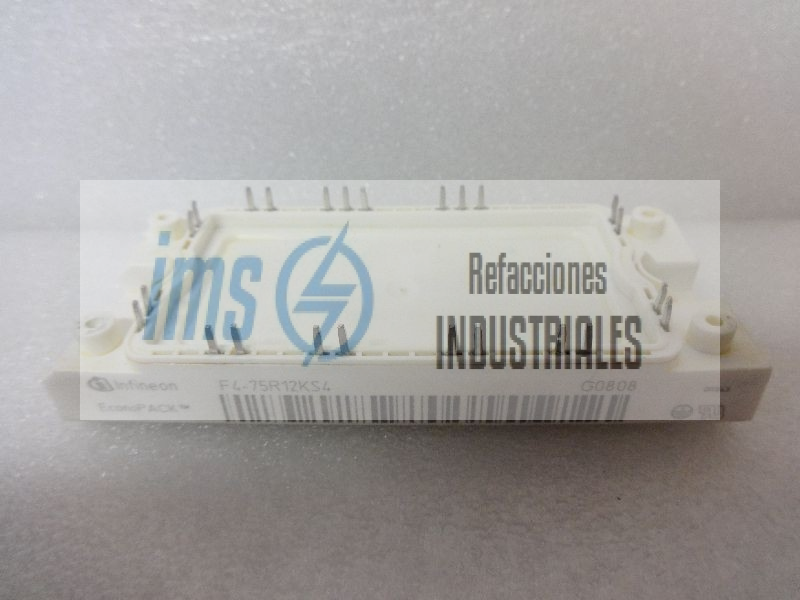 ims
Refacciones
INDUSTRIALES
Infineon F4-75R12KS4 G0808
EconoPACK™